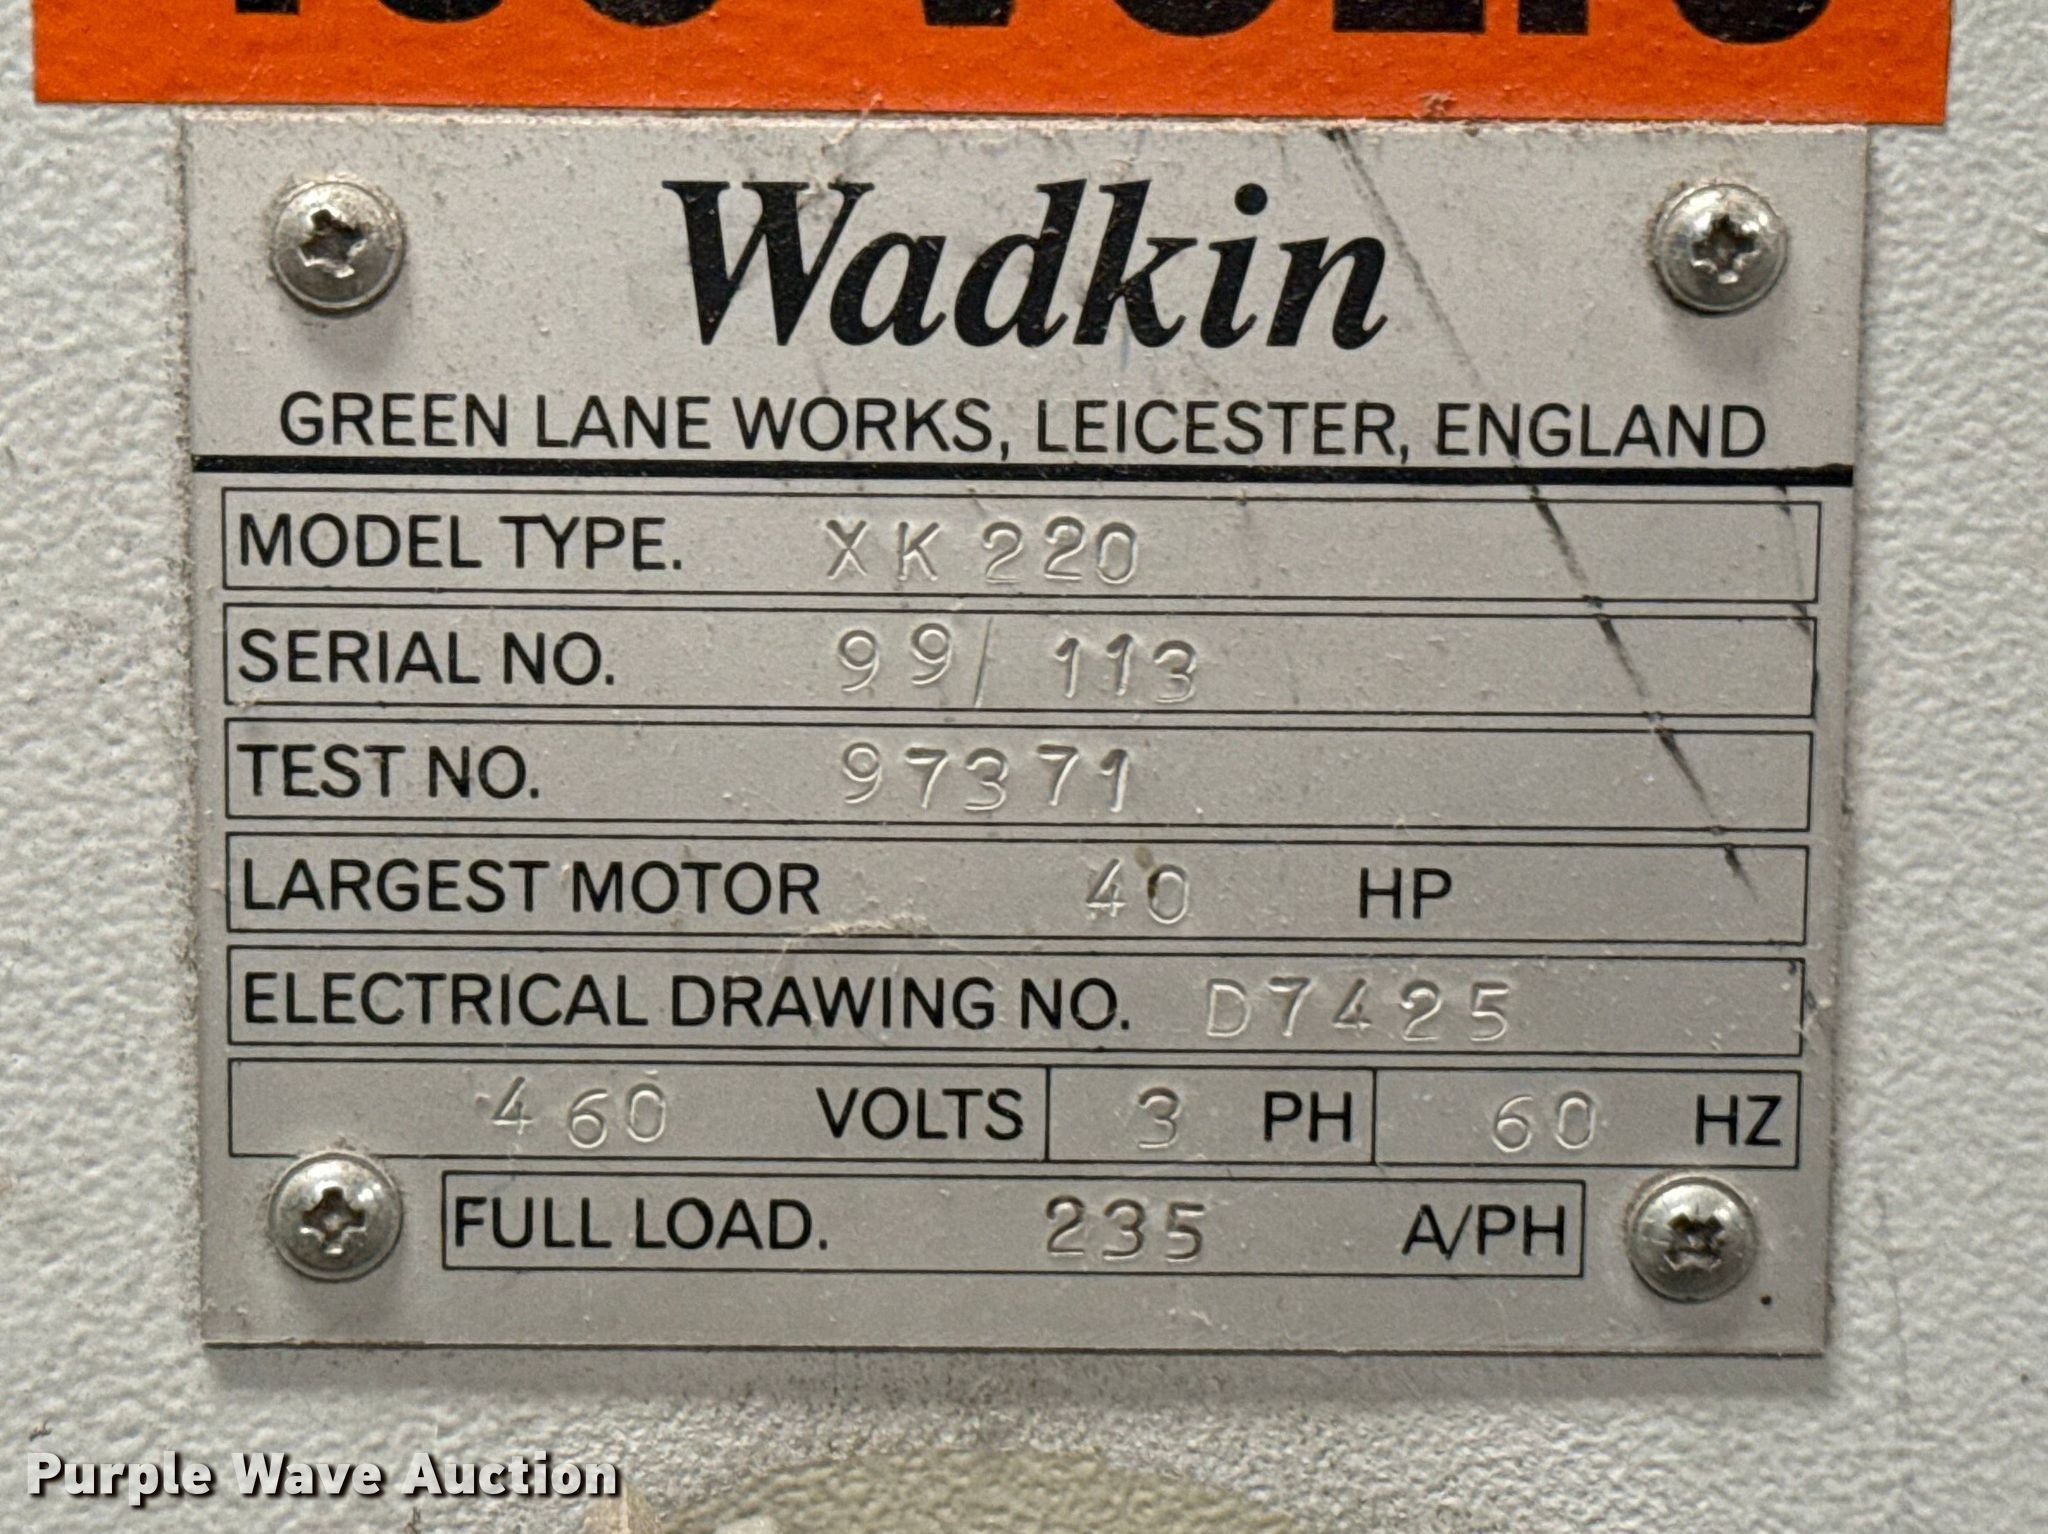 VOLTS
Wadkin
GREEN LANE WORKS, LEICESTER, ENGLAND
MODEL TYPE. XK 220
SERIAL NO. 99/ 113
TEST NO. 97371
LARGEST MOTOR 40 HP
ELECTRICAL DRAWING NO. D7425
460 VOLTS 3 PH 60 HZ
FULL LOAD. 235 A/PH
Purple Wave Auction